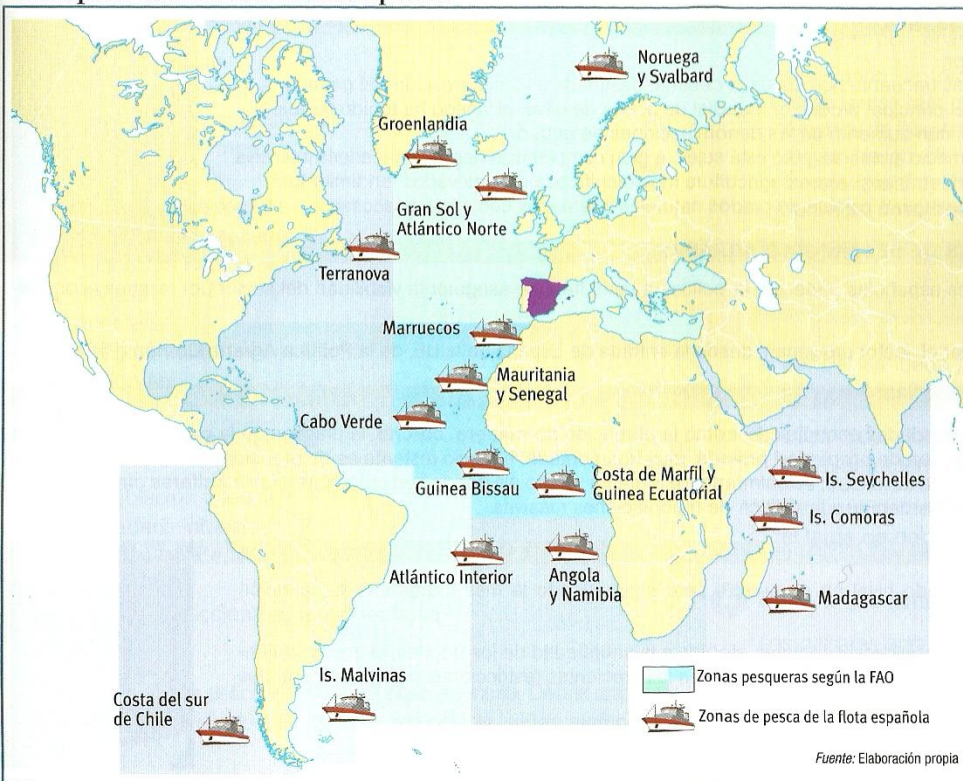 Noruega
y Svalbard
Groenlandia
Gran Sol y
Atlántico Norte
Terranova
Marruecos
Mauritania
y Senegal
Cabo Verde
Guinea Bissau
Costa de Marfil y
Guinea Ecuatorial
Is. Seychelles
Is. Comoras
Atlántico Interior
Angola
y Namibia
Madagascar
Is. Malvinas
Costa del sur
de Chile
Zonas pesqueras según la FAO
Zonas de pesca de la flota española
Fuente: Elaboración propia